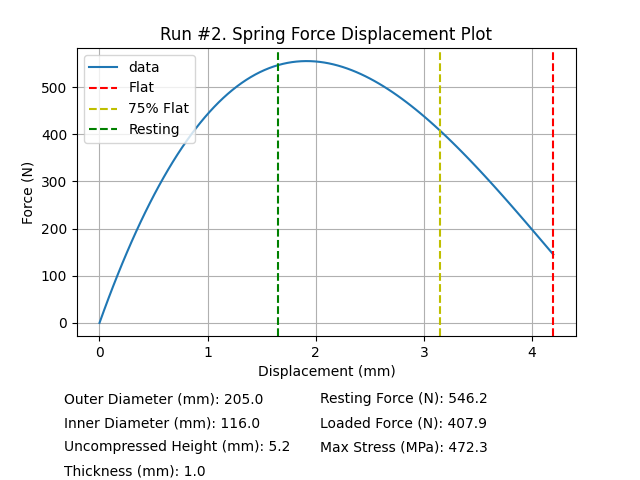 Run #2. Spring Force Displacement Plot
data
Flat
75% Flat
Resting
Force (N)
500
400
300
200
100
0
0 1 2 3 4
Displacement (mm)
Outer Diameter (mm): 205.0
Inner Diameter (mm): 116.0
Uncompressed Height (mm): 5.2
Thickness (mm): 1.0
Resting Force (N): 546.2
Loaded Force (N): 407.9
Max Stress (MPa): 472.3